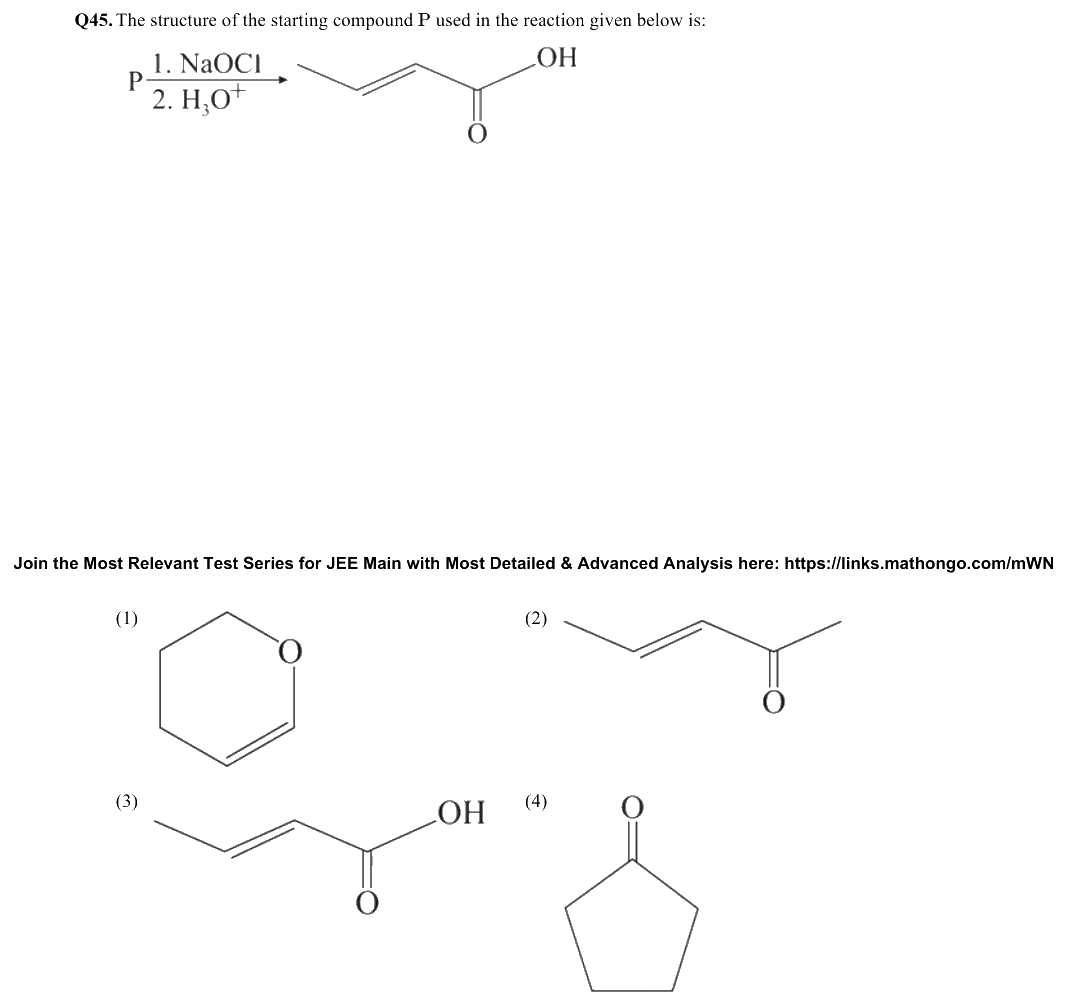 Q45. The structure of the starting compound P used in the reaction given below is:
P 1. NaOCl
2. H₃O⁺
OH
O
Join the Most Relevant Test Series for JEE Main with Most Detailed & Advanced Analysis here: https://links.mathongo.com/mWN
(1)
O
(2)
O
(3)
OH
O
(4)
O